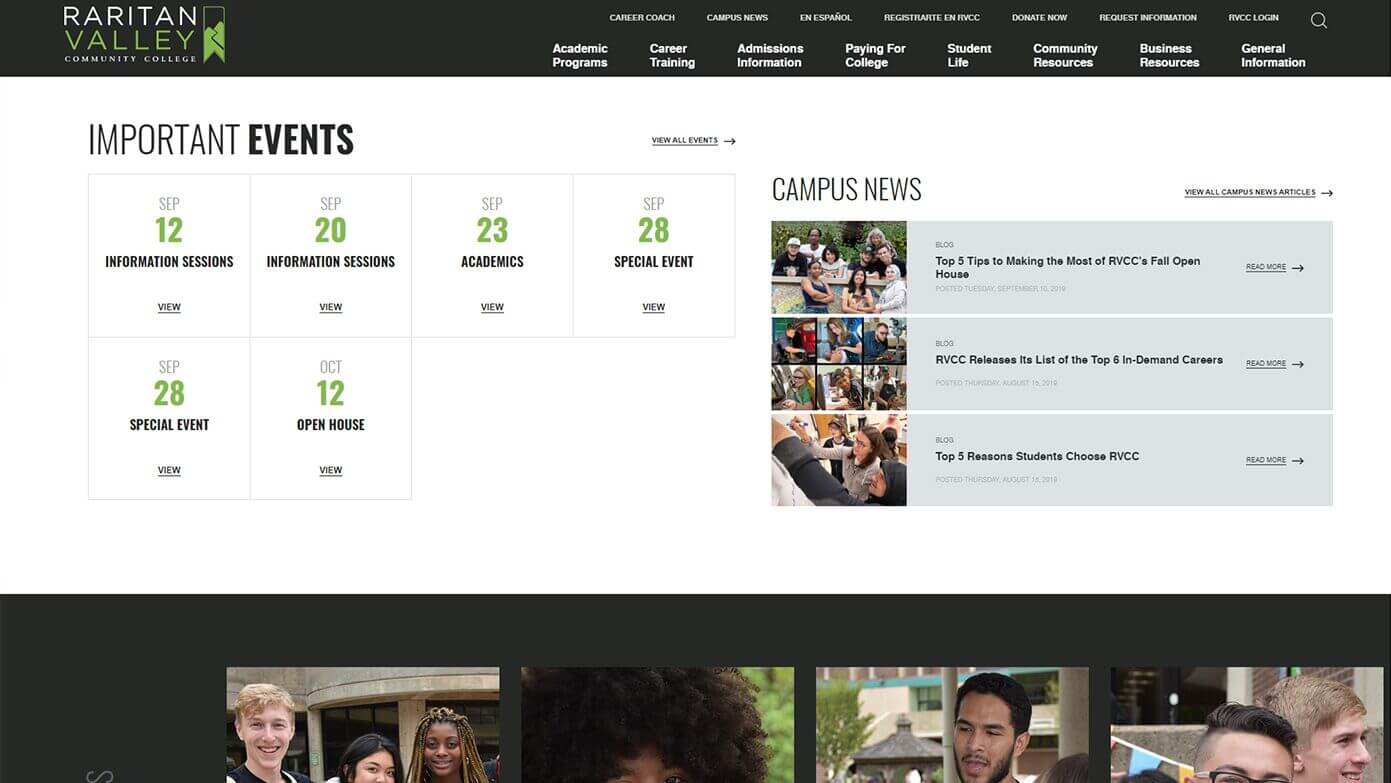 RARITAN
VALLEY
COMMUNITY COLLEGE
CAREER COACH
CAMPUS NEWS
EN ESPAÑOL
REGISTRARTE EN RVCC
DONATE NOW
REQUEST INFORMATION
RVCC LOGIN
Academic
Programs
Career
Training
Admissions
Information
Paying For
College
Student
Life
Community
Resources
Business
Resources
General
Information
IMPORTANT EVENTS
VIEW ALL EVENTS
SEP
12
INFORMATION SESSIONS
VIEW
SEP
20
INFORMATION SESSIONS
VIEW
SEP
23
ACADEMICS
VIEW
SEP
28
SPECIAL EVENT
VIEW
SEP
28
SPECIAL EVENT
VIEW
OCT
12
OPEN HOUSE
VIEW
CAMPUS NEWS
VIEW ALL CAMPUS NEWS ARTICLES
BLOG
Top 5 Tips to Making the Most of RVCC's Fall Open
House
POSTED TUESDAY, SEPTEMBER 10, 2019
READ MORE
BLOG
RVCC Releases Its List of the Top 6 In-Demand Careers
POSTED THURSDAY, AUGUST 15, 2019
READ MORE
BLOG
Top 5 Reasons Students Choose RVCC
POSTED THURSDAY, AUGUST 15, 2019
READ MORE
S